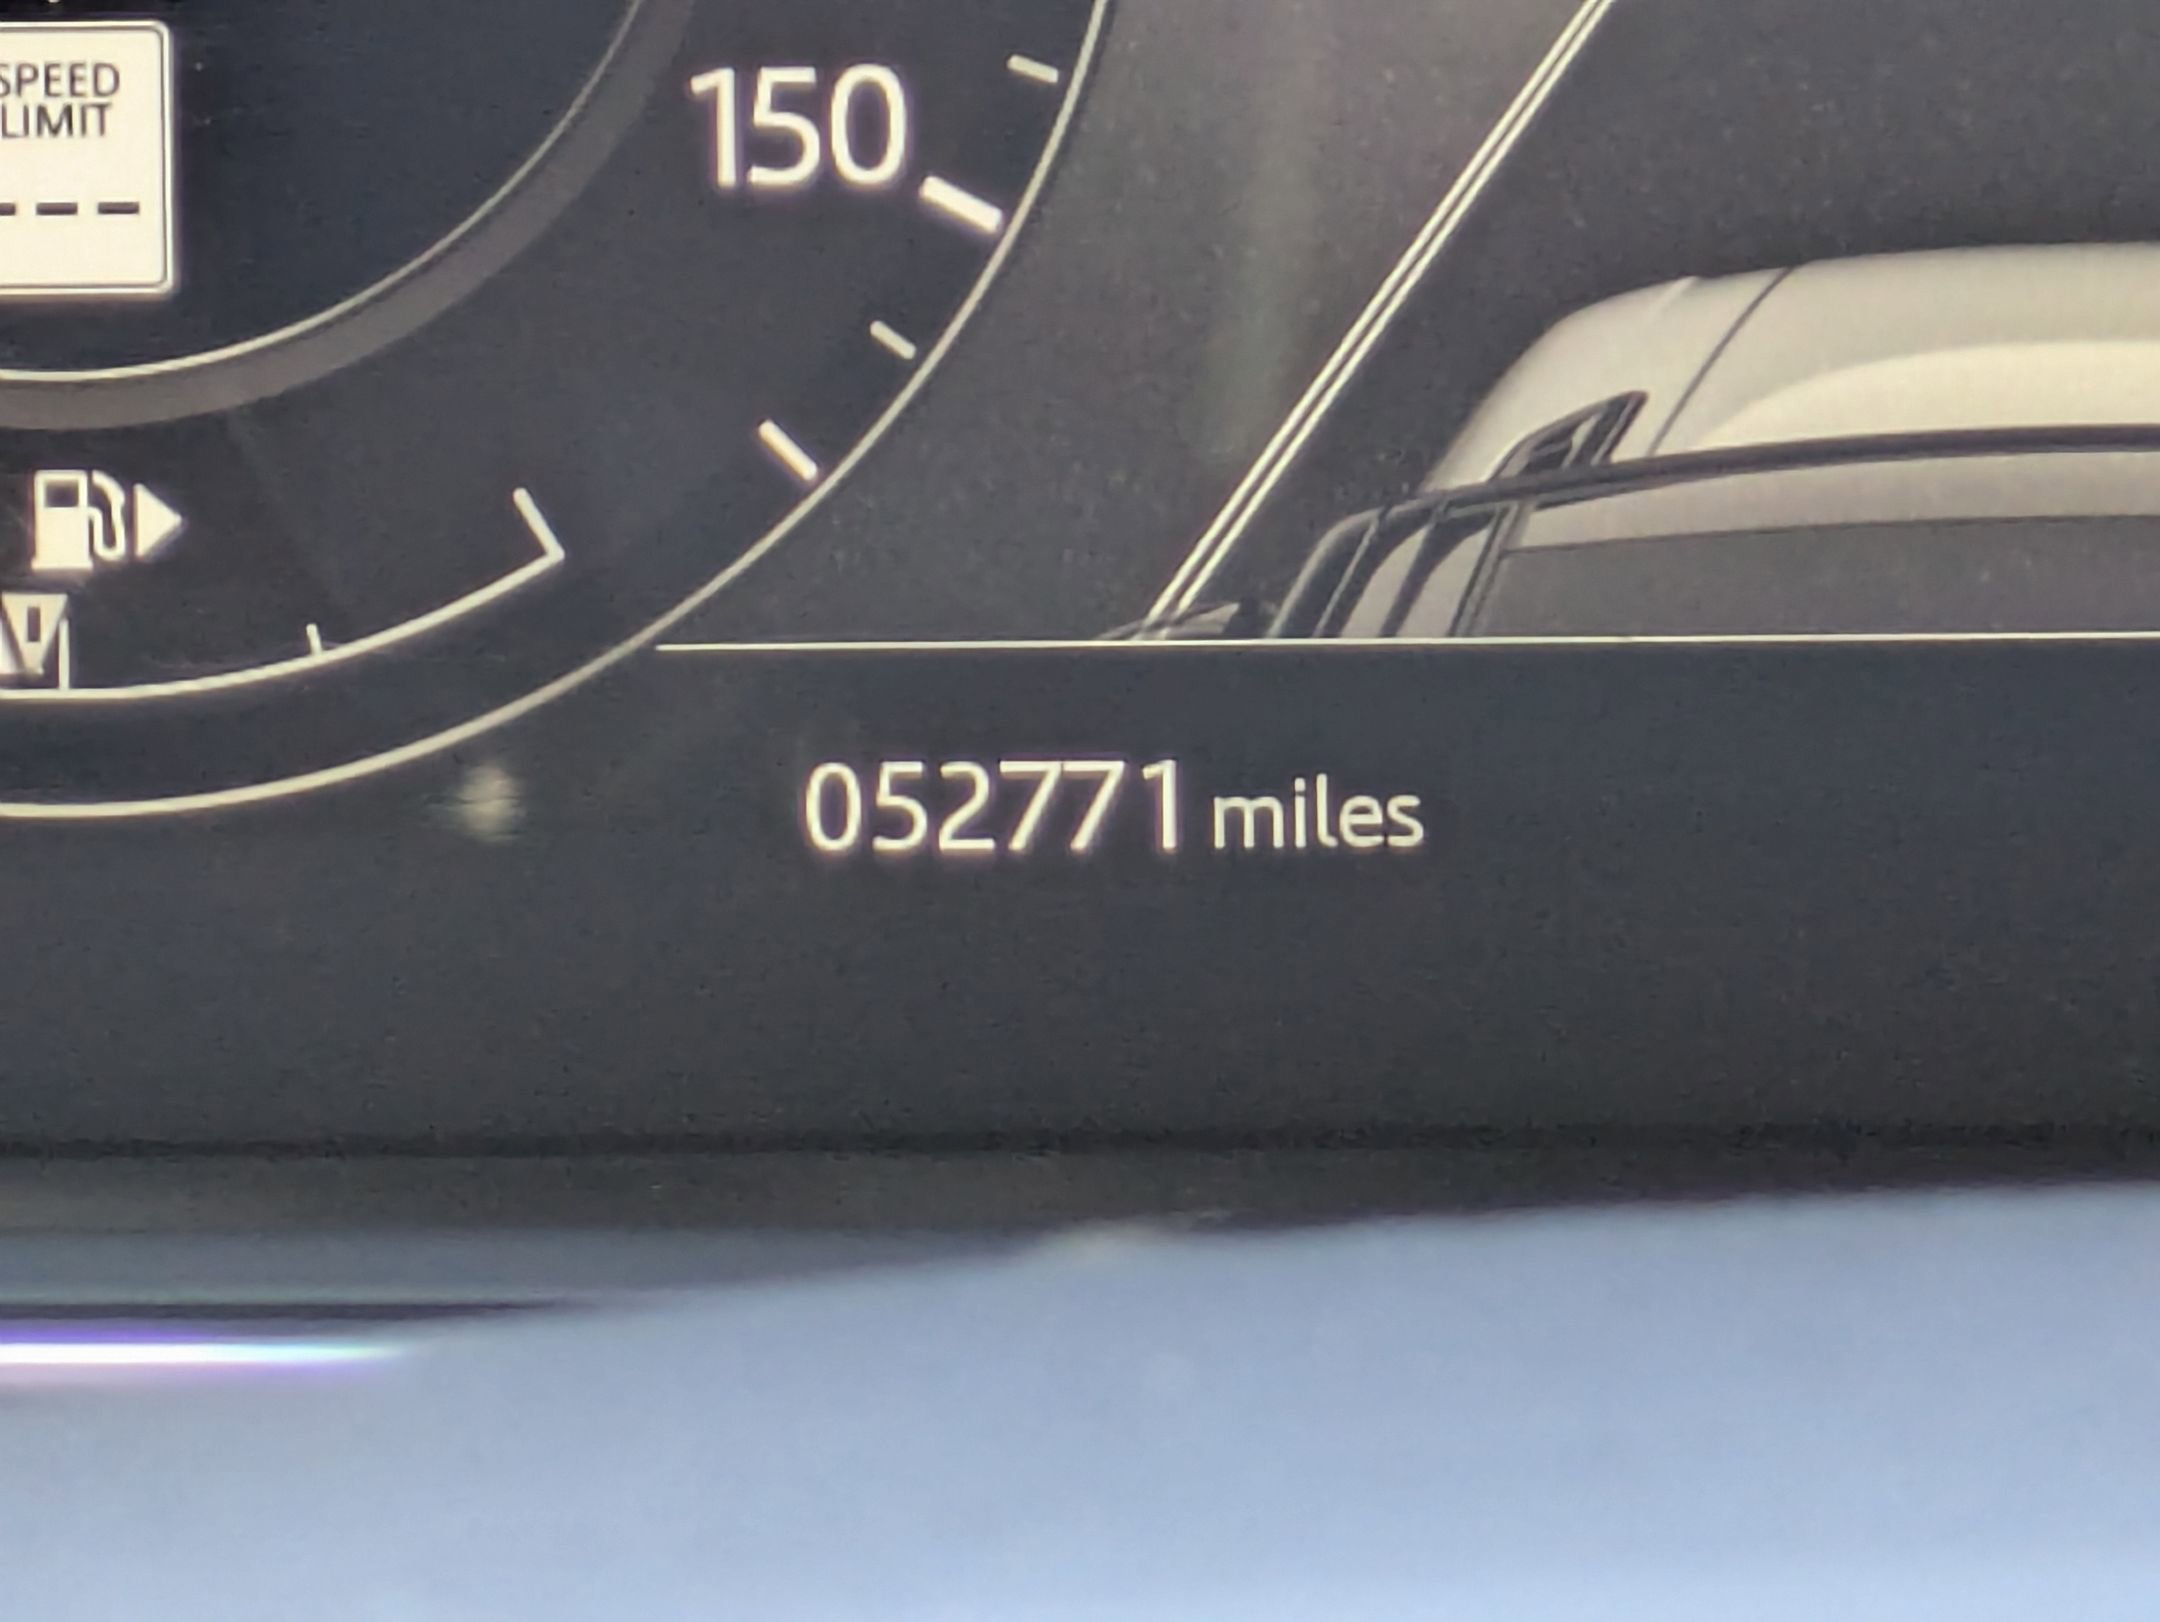 SPEED
LIMIT
----
150
052771 miles